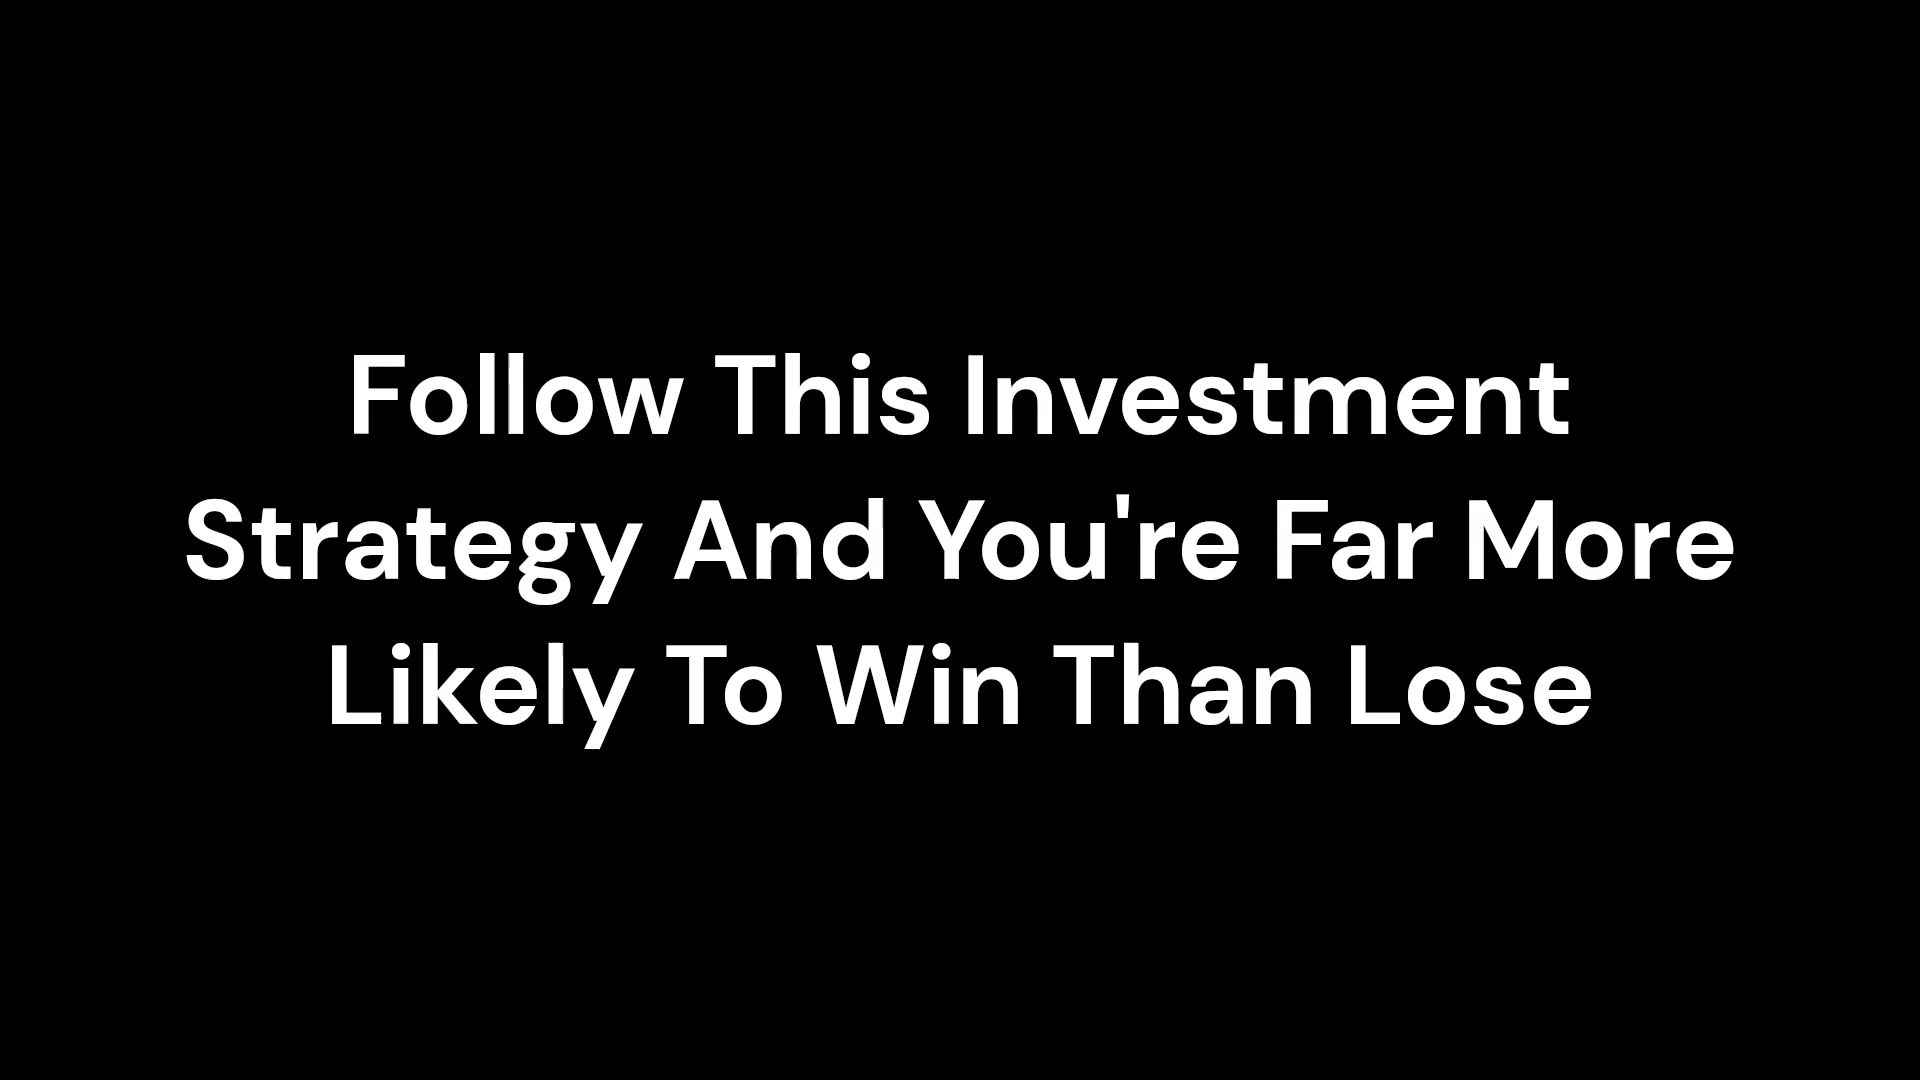 Follow This Investment
Strategy And You're Far More
Likely To Win Than Lose